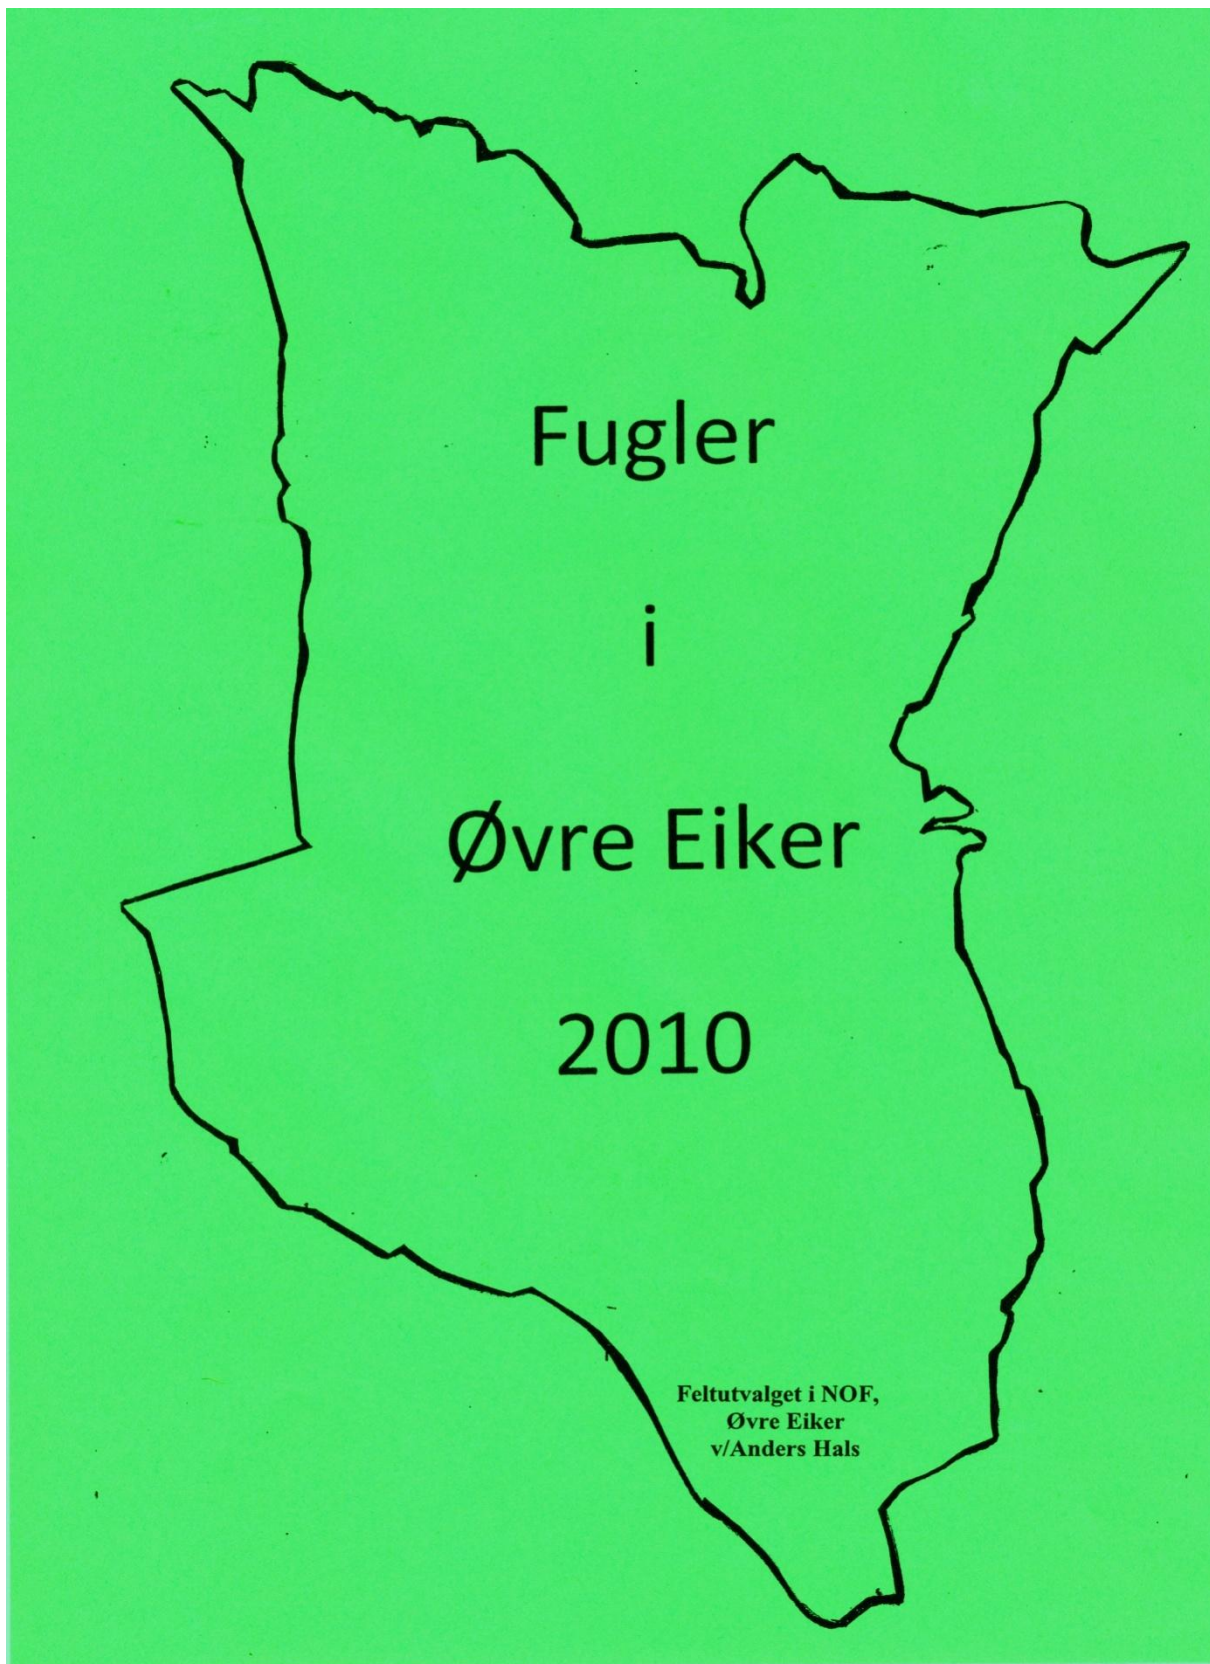 Fugler
i
Øvre Eiker
2010
Feltutvalget i NOF,
Øvre Eiker
v/Anders Hals